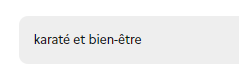 karaté et bien-être